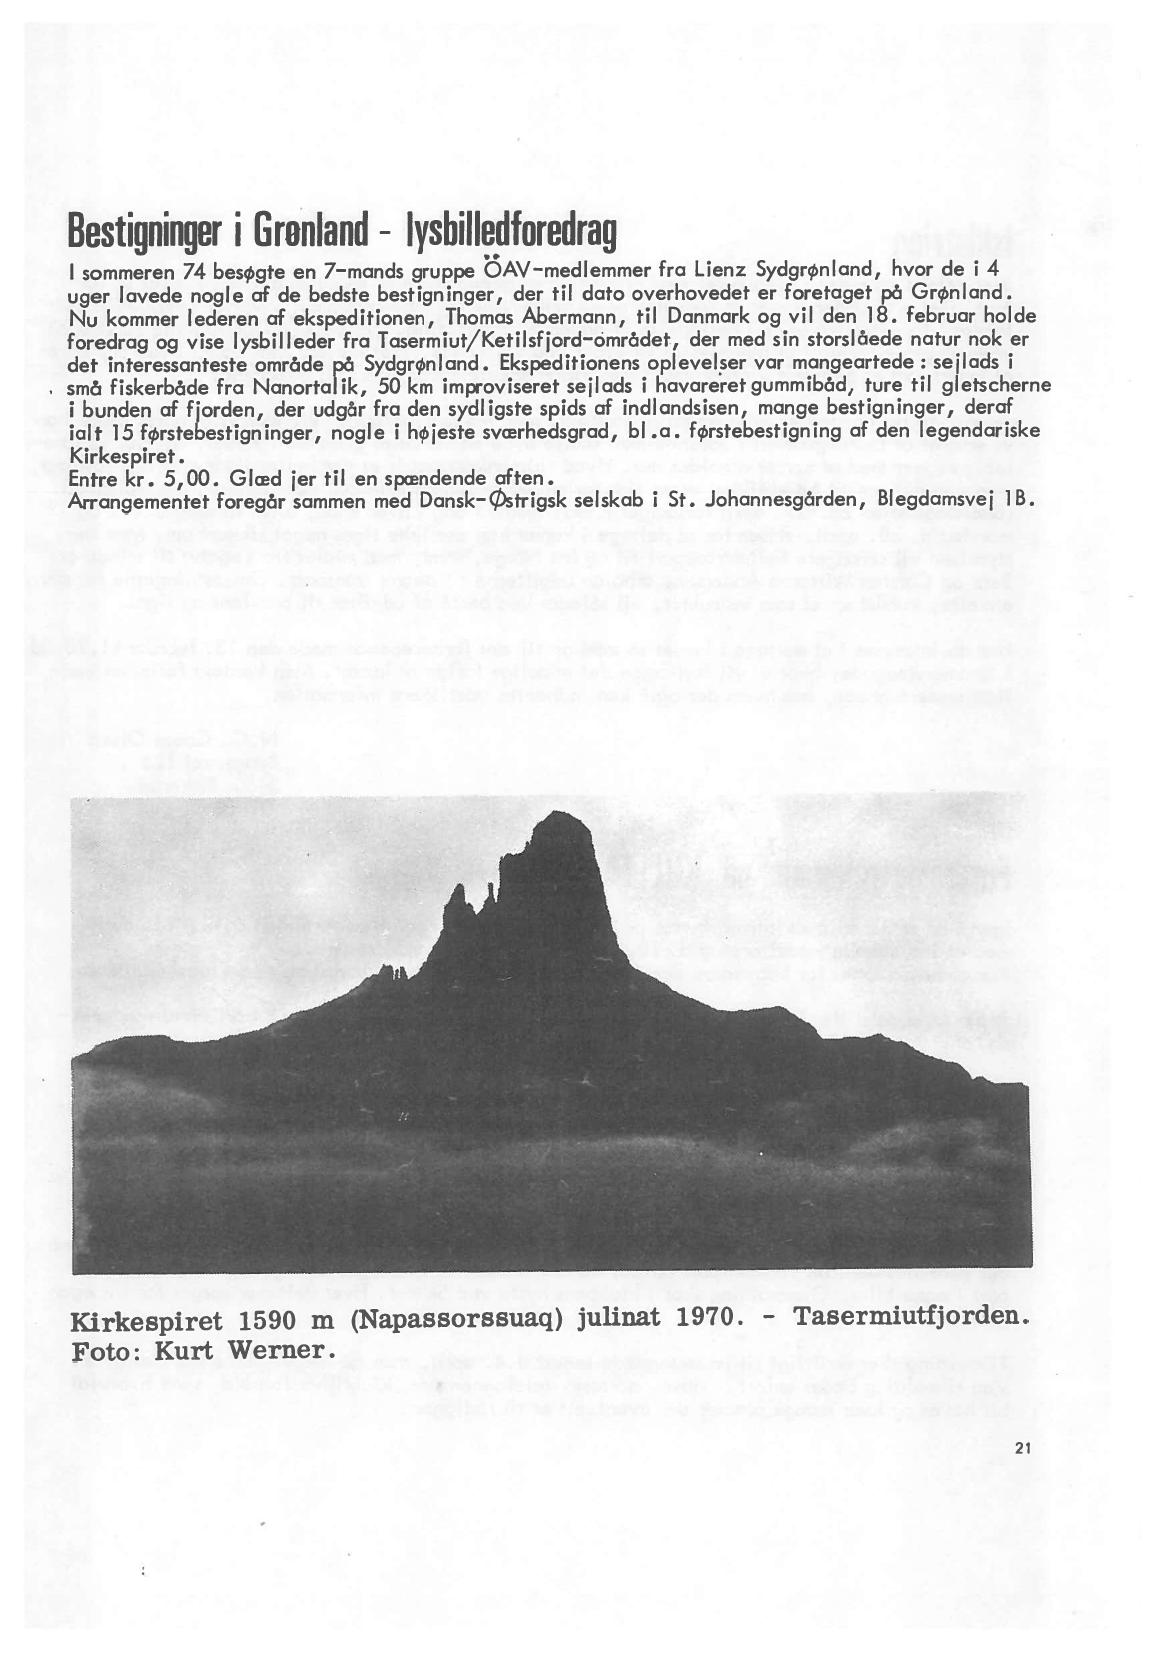 Bestigninger i Grønland - lysbilledforedrag
I sommeren 74 besøgte en 7-mands gruppe ÖAV-medlemmer fra Lienz Sydgrønland, hvor de i 4
uger lavede nogle af de bedste bestigninger, der til dato overhovedet er foretaget på Grønland.
Nu kommer lederen af ekspeditionen, Thomas Abermann, til Danmark og vil den 18. februar holde
foredrag og vise lysbilleder fra Tasermiut/Ketilsfjord-området, der med sin storslåede natur nok er
det interessanteste område på Sydgrønland. Ekspeditionens oplevelser var mangeartede : sejlads i
små fiskerbåde fra Nanortalik, 50 km improviseret sejlads i havareret gummibåd, ture til gletscherne
i bunden af fjorden, der udgår fra den sydligste spids af indlandsisen, mange bestigninger, deraf
ialt 15 førstebestigninger, nogle i højeste sværhedsgrad, bl.a. førstebestigning af den legendariske
Kirkespiret.
Entre kr. 5,00. Glæd jer til en spændende aften.
Arrangementet foregår sammen med Dansk-Østrigsk selskab i St. Johannesgården, Blegdamsvej 1B.
Kirkespiret 1590 m (Napassorssuaq) julinat 1970. - Tasermiutfjorden.
Foto: Kurt Werner.
21